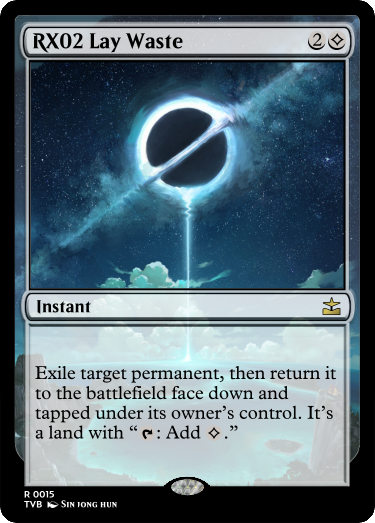 RX02 Lay Waste 2
Instant
Exile target permanent, then return it
to the battlefield face down and
tapped under its owner's control. It's
a land with “: Add .”
R 0015
TVB Sin jong hun